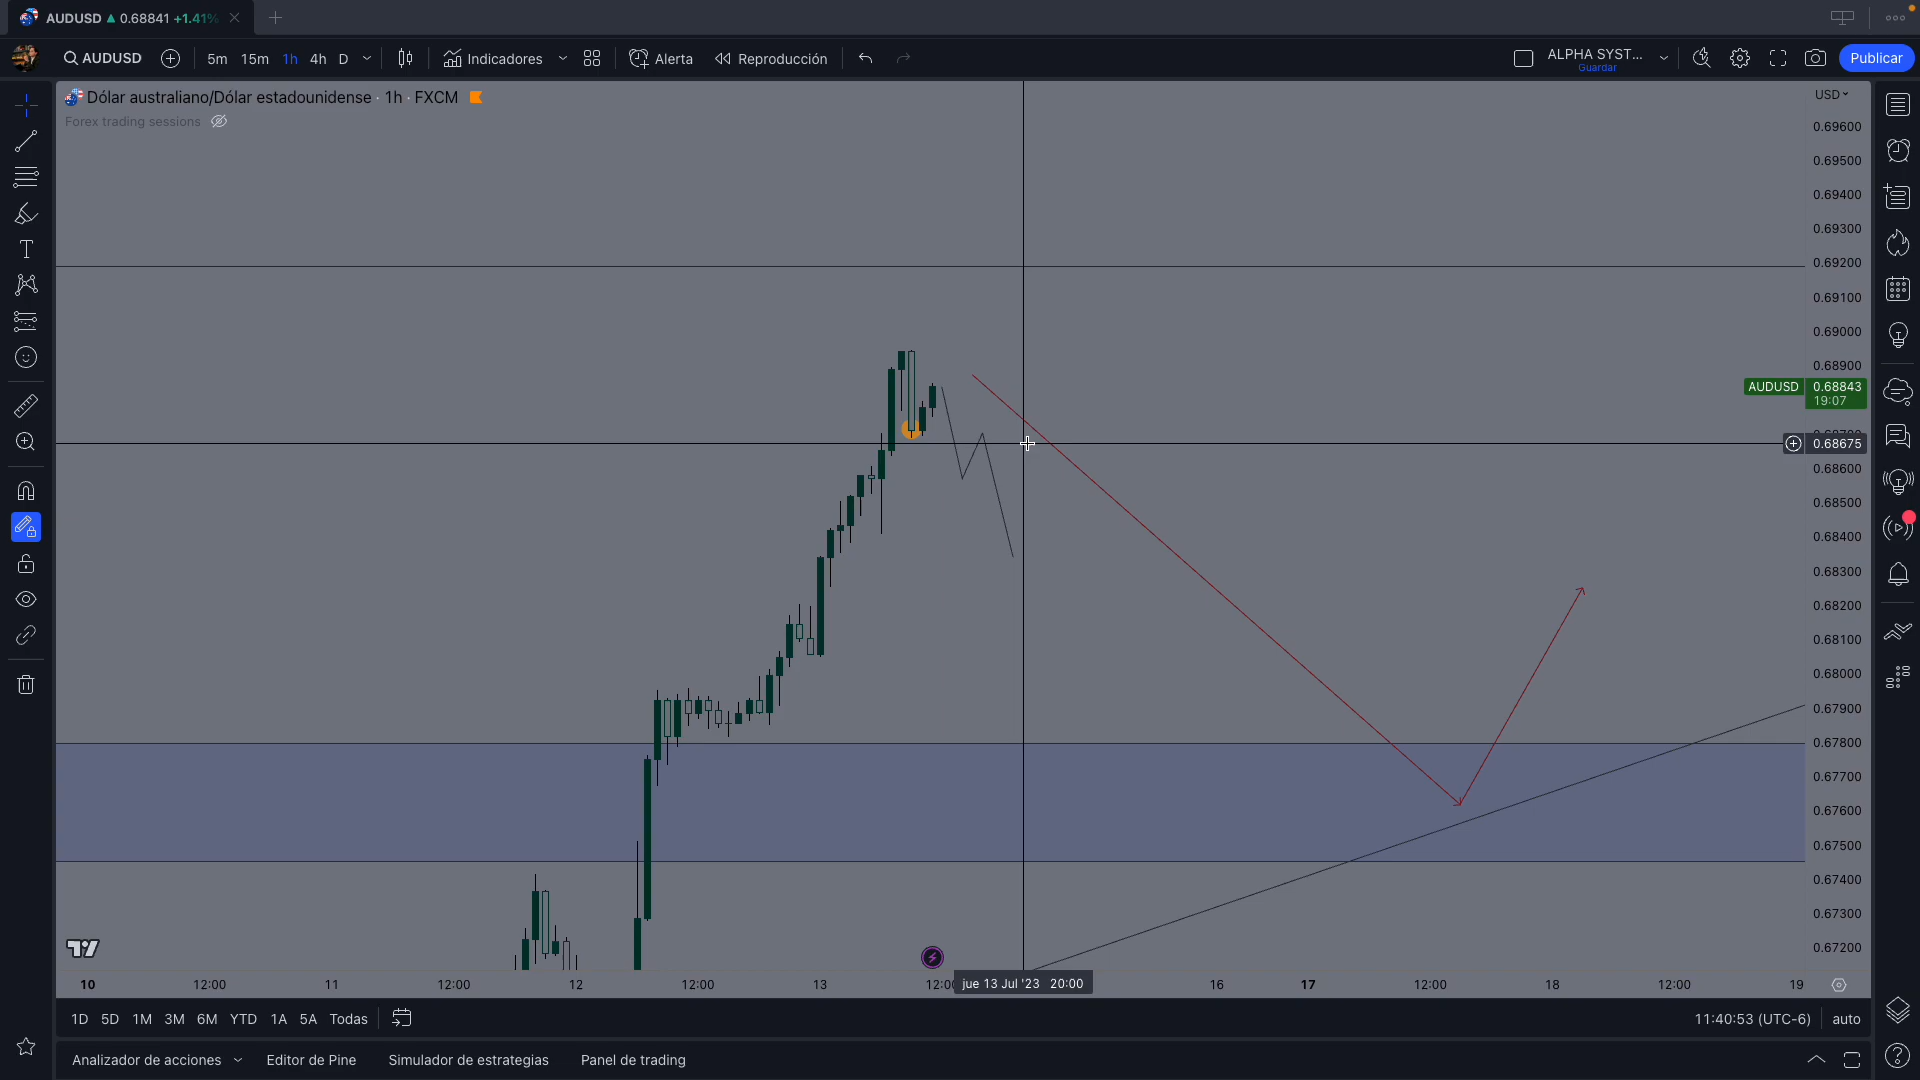 AUDUSD ▲ 0.68841 +1.41%
AUDUSD 5m 15m 1h 4h D Indicadores Alerta Reproducción ALPHA SYST... Publicar
Guardar
Dólar australiano/Dólar estadounidense · 1h · FXCM
Forex trading sessions
USD
0.69600
0.69500
0.69400
0.69300
0.69200
0.69100
0.69000
0.68900
AUDUSD 0.68843
19:07
0.68675
0.68600
0.68500
0.68400
0.68300
0.68200
0.68100
0.68000
0.67900
0.67800
0.67700
0.67600
0.67500
0.67400
0.67300
0.67200
10 12:00 11 12:00 12 12:00 13 12:00 jue 13 Jul '23 20:00 16 17 12:00 18 12:00 19
1D 5D 1M 3M 6M YTD 1A 5A Todas 11:40:53 (UTC-6) auto
Analizador de acciones Editor de Pine Simulador de estrategias Panel de trading